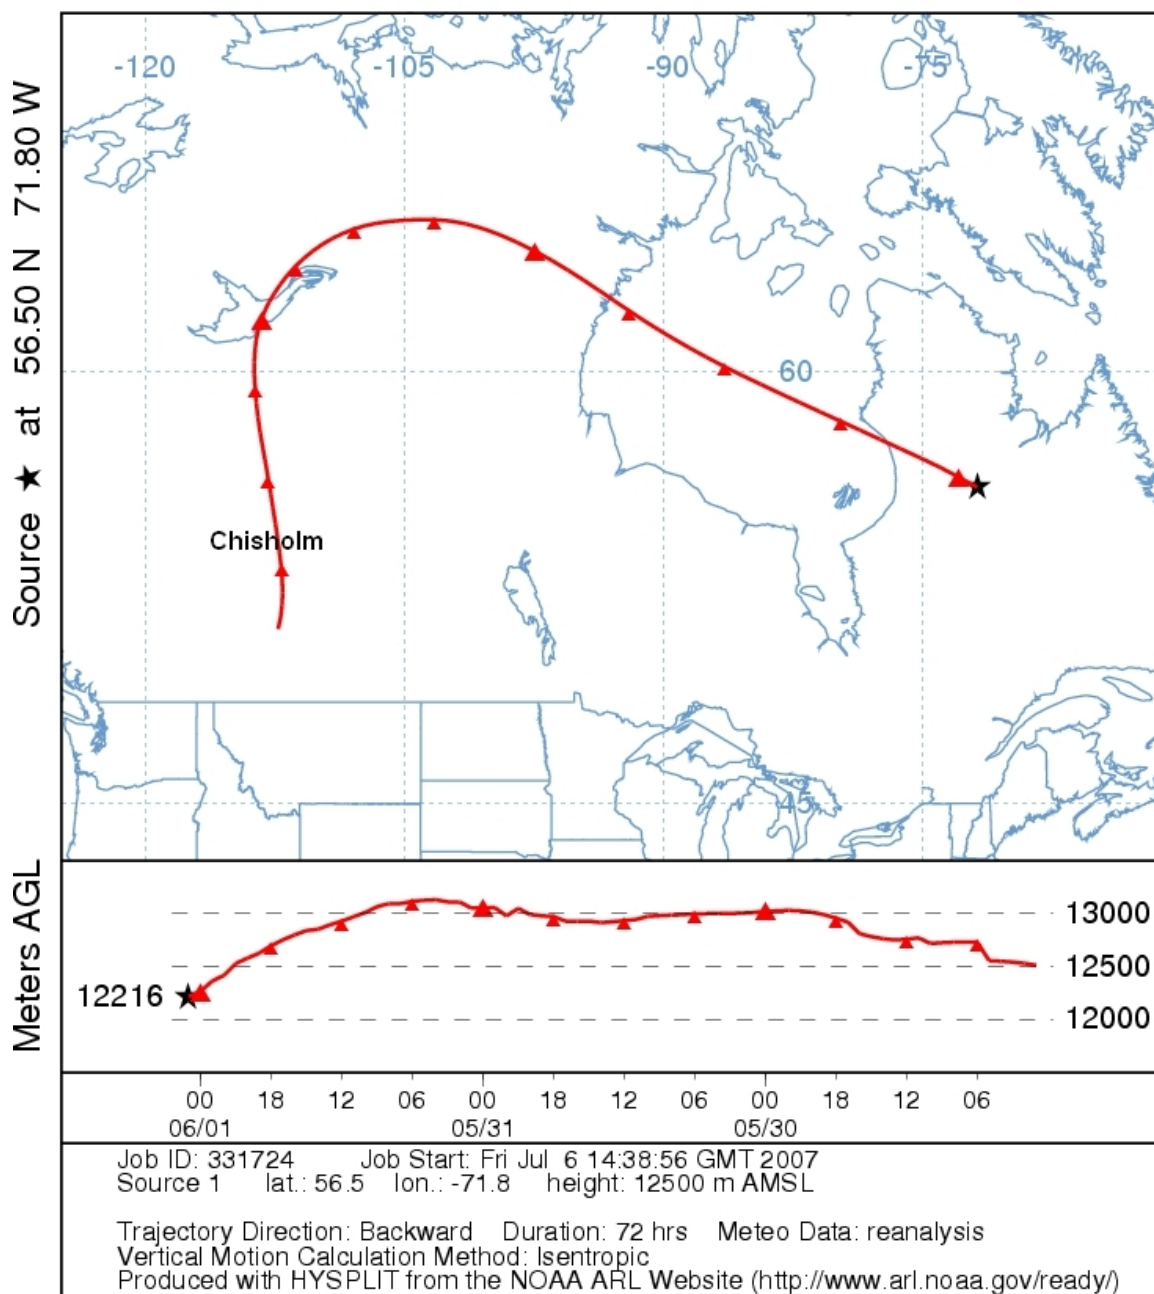 Source ★ at 56.50 N 71.80 W
-120 -105 -90 -75
60
Chisholm
45
Meters AGL
13000
12500
12216
12000
00 18 12 06 00 18 12 06 00 18 12 06
06/01 05/31 05/30
Job ID: 331724 Job Start: Fri Jul 6 14:38:56 GMT 2007
Source 1 lat.: 56.5 lon.: -71.8 height: 12500 m AMSL
Trajectory Direction: Backward Duration: 72 hrs Meteo Data: reanalysis
Vertical Motion Calculation Method: Isentropic
Produced with HYSPLIT from the NOAA ARL Website (http://www.arl.noaa.gov/ready/)